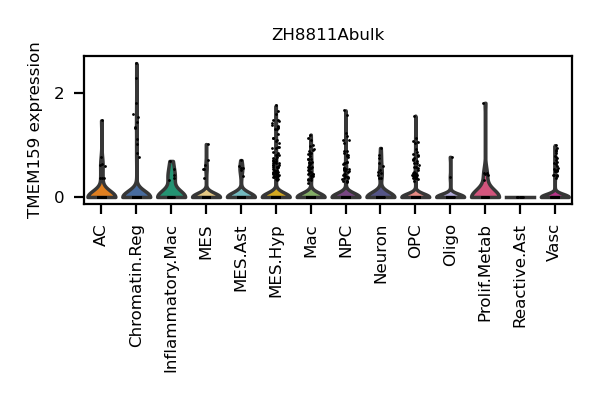 ZH8811Abulk
TMEM159 expression
2
0
AC
Chromatin.Reg
Inflammatory.Mac
MES
MES.Ast
MES.Hyp
Mac
NPC
Neuron
OPC
Oligo
Prolif.Metab
Reactive.Ast
Vasc